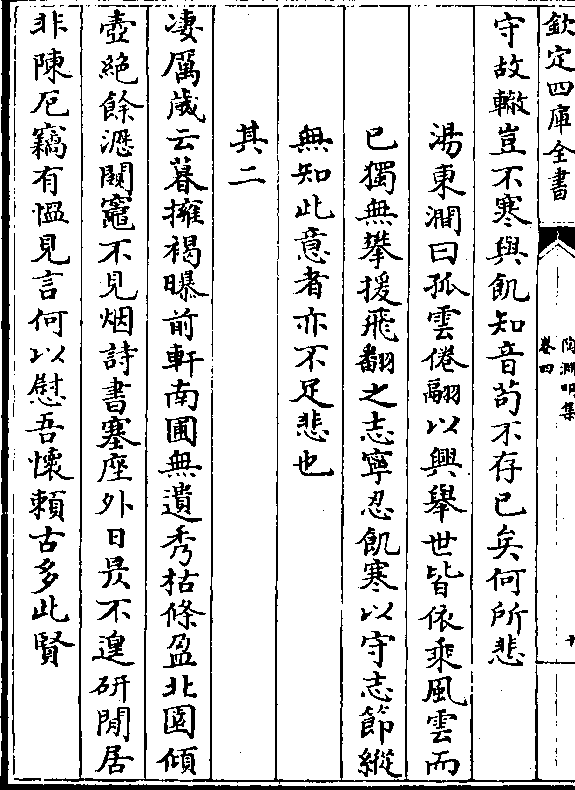 欽定四庫全書
陶淵明集
卷四
十
守故轍豈不寒與飢知音苟不存已矣何所悲
湯東澗曰孤雲倦翮以興舉世皆依乘風雲而
已獨無攀援飛翻之志寧忍飢寒以守志節縱
無知此意者亦不足悲也
其二
凄厲歲云暮擁褐曝前軒南圃無遺秀枯條盈北園傾
壺絶餘瀝闚竈不見烟詩書塞座外日昃不遑研閒居
非陳厄竊有愠見言何以慰吾懷賴古多此賢